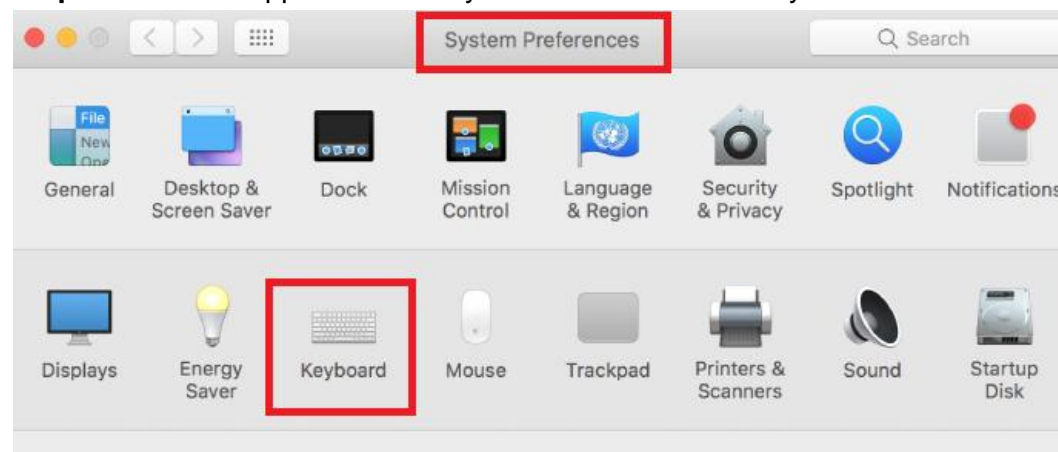 System Preferences
Search
File
New
General
Desktop &
Screen Saver
Dock
Mission
Control
Language
& Region
Security
& Privacy
Spotlight
Notifications
Displays
Energy
Saver
Keyboard
Mouse
Trackpad
Printers &
Scanners
Sound
Startup
Disk